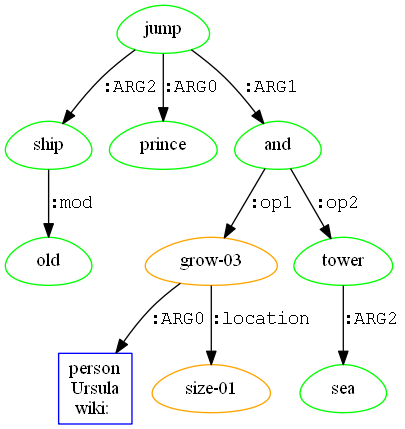 jump
:ARG2 :ARG0 :ARG1
ship prince and
:mod :op1 :op2
old grow-03 tower
:ARG0 :location :ARG2
person
Ursula
wiki:
size-01 sea